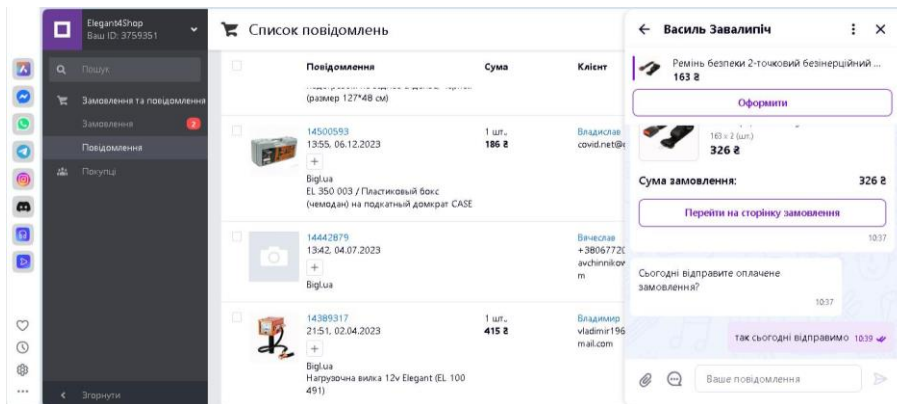 Elegant4Shop
Ваш ID: 3759351
Пошук
Замовлення та повідомлення
Замовлення 2
Повідомлення
Покупці
Згорнути
Список повідомлень
Повідомлення Сума Клієнт
(размер 127*48 см)
14500593 1 шт., Владислав
13:55, 06.12.2023 186 ₴ covid.net@
+
Bigl.ua
EL 350 003 / Пластиковый бокс
(чемодан) на подкатный домкрат CASE
14442879 Вячеслав
13:42, 04.07.2023 +38067720
+ avchinnikov
m
Bigl.ua
14389317 1 шт., Владимир
21:51, 02.04.2023 415 ₴ vladimir196
+ mail.com
Bigl.ua
Нагрузочна вилка 12v Elegant (EL 100
491)
Василь Завалипіч
Ремінь безпеки 2-точковий безінерційний ...
163 ₴
Оформити
163 x 2 (шт.)
326 ₴
Сума замовлення: 326 ₴
Перейти на сторінку замовлення
10:37
Сьогодні відправите оплачене
замовлення?
10:37
так сьогодні відправимо 10:39
Ваше повідомлення